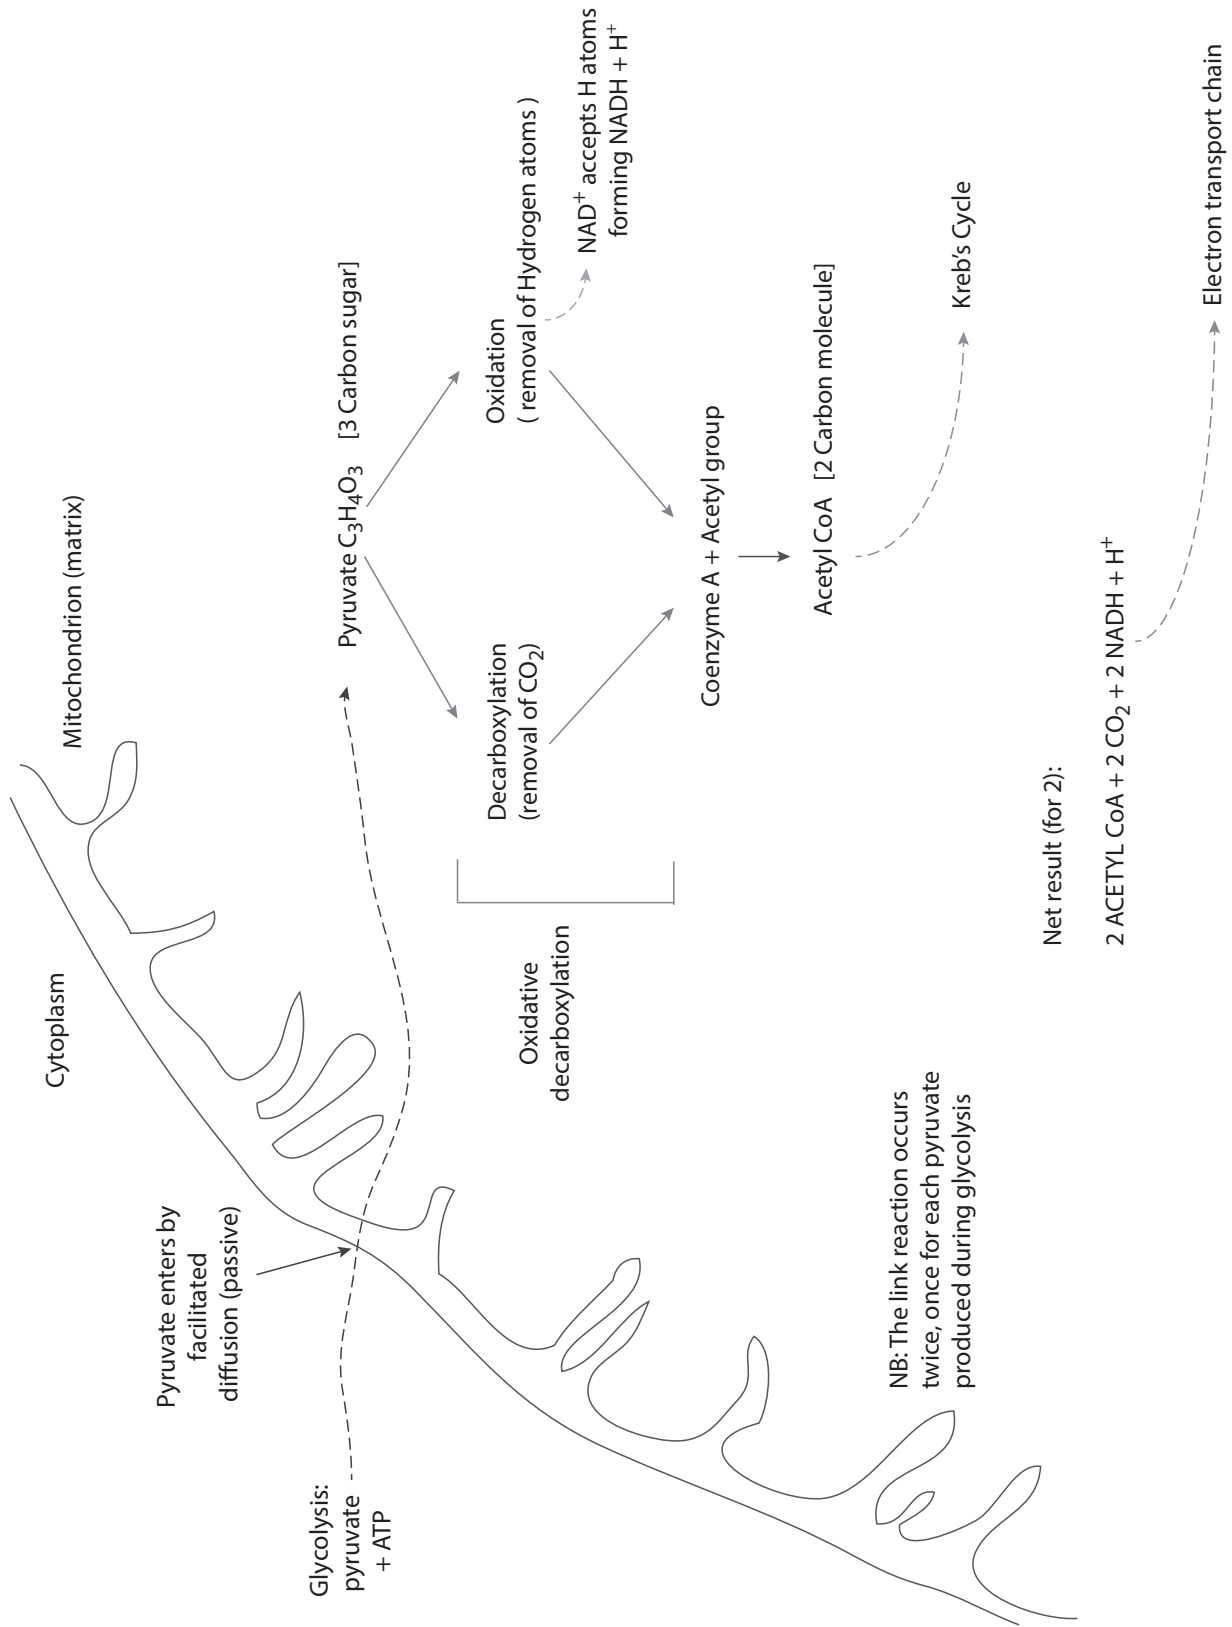 Cytoplasm
Mitochondrion (matrix)
Pyruvate enters by
facilitated
diffusion (passive)
Glycolysis:
pyruvate
+ ATP
Pyruvate C₃H₄O₃ [3 Carbon sugar]
Oxidative
decarboxylation
Decarboxylation
(removal of CO₂)
Oxidation
( removal of Hydrogen atoms)
NAD⁺ accepts H atoms
forming NADH + H⁺
Coenzyme A + Acetyl group
Acetyl CoA [2 Carbon molecule]
Kreb's Cycle
NB: The link reaction occurs
twice, once for each pyruvate
produced during glycolysis
Net result (for 2):
2 ACETYL CoA + 2 CO₂ + 2 NADH + H⁺
Electron transport chain